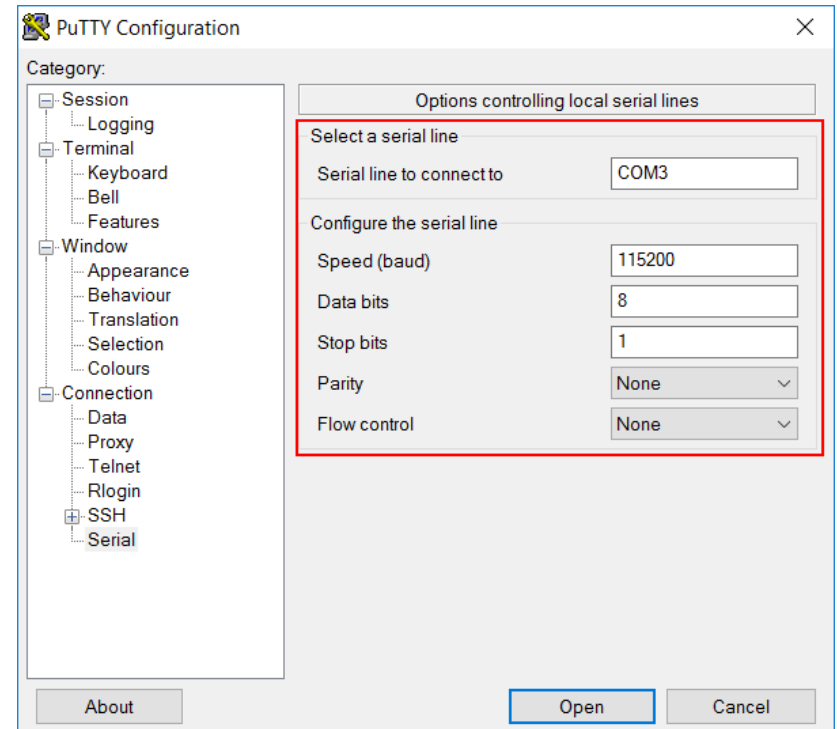 PuTTY Configuration
Category:
Session
Logging
Terminal
Keyboard
Bell
Features
Window
Appearance
Behaviour
Translation
Selection
Colours
Connection
Data
Proxy
Telnet
Rlogin
SSH
Serial
Options controlling local serial lines
Select a serial line
Serial line to connect to COM3
Configure the serial line
Speed (baud) 115200
Data bits 8
Stop bits 1
Parity None
Flow control None
About Open Cancel